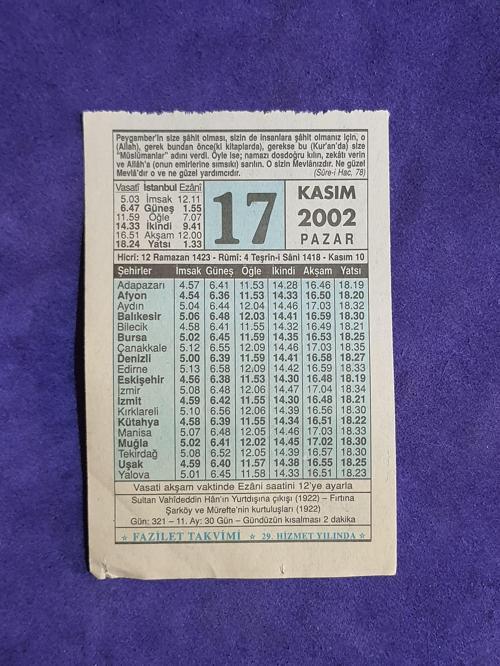 Peygamber'in size şâhit olması, sizin de insanlara şâhit olmanız için, o
(Allah), gerek bundan önce(ki kitaplarda), gerekse bu (Kur'an'da) size
"Müslümanlar" adını verdi. Öyle ise; namazı dosdoğru kılın, zekâtı verin
ve Allâh'a (onun emirlerine sımsıkı) sarılın. O sizin Mevlânızdır. Ne güzel
Mevlâ'dır o ve ne güzel yardımcıdır. (Sûre-i Hac, 78)
Vasatî İstanbul Ezânî
5.03 İmsak 12.11
6.47 Güneş 1.55
11.59 Öğle 7.07
14.33 İkindi 9.41
16.51 Akşam 12.00
18.24 Yatsı 1.33
17
KASIM
2002
PAZAR
Hicrî: 12 Ramazan 1423 - Rûmî: 4 Teşrîn-i Sânî 1418 - Kasım 10
Şehirler İmsak Güneş Öğle İkindi Akşam Yatsı
Adapazarı 4.57 6.41 11.53 14.28 16.46 18.19
Afyon 4.54 6.36 11.53 14.33 16.50 18.20
Aydın 5.04 6.44 12.04 14.46 17.03 18.32
Balıkesir 5.06 6.48 12.03 14.41 16.59 18.30
Bilecik 4.58 6.41 11.55 14.32 16.49 18.21
Bursa 5.02 6.45 11.59 14.35 16.53 18.25
Çanakkale 5.12 6.55 12.09 14.46 17.03 18.35
Denizli 5.00 6.39 11.59 14.41 16.58 18.27
Edirne 5.13 6.58 12.09 14.42 16.59 18.33
Eskişehir 4.56 6.38 11.53 14.30 16.48 18.19
İzmir 5.08 6.48 12.06 14.47 17.04 18.34
İzmit 4.59 6.42 11.55 14.30 16.48 18.21
Kırklareli 5.10 6.56 12.06 14.39 16.56 18.30
Kütahya 4.58 6.39 11.55 14.34 16.51 18.22
Manisa 5.07 6.48 12.05 14.46 17.03 18.33
Muğla 5.02 6.41 12.02 14.45 17.02 18.30
Tekirdağ 5.08 6.52 12.05 14.39 16.57 18.30
Uşak 4.59 6.40 11.57 14.38 16.55 18.25
Yalova 5.01 6.45 11.58 14.33 16.51 18.23
Vasati akşam vaktinde Ezânî saatini 12'ye ayarla
Sultan Vahîdeddin Hân'ın Yurtdışına çıkışı (1922) – Fırtına
Şarköy ve Mürefte'nin kurtuluşları (1922)
Gün: 321 – 11. Ay: 30 Gün – Gündüzün kısalması 2 dakika
FAZİLET TAKVİMİ 29. HİZMET YILINDA